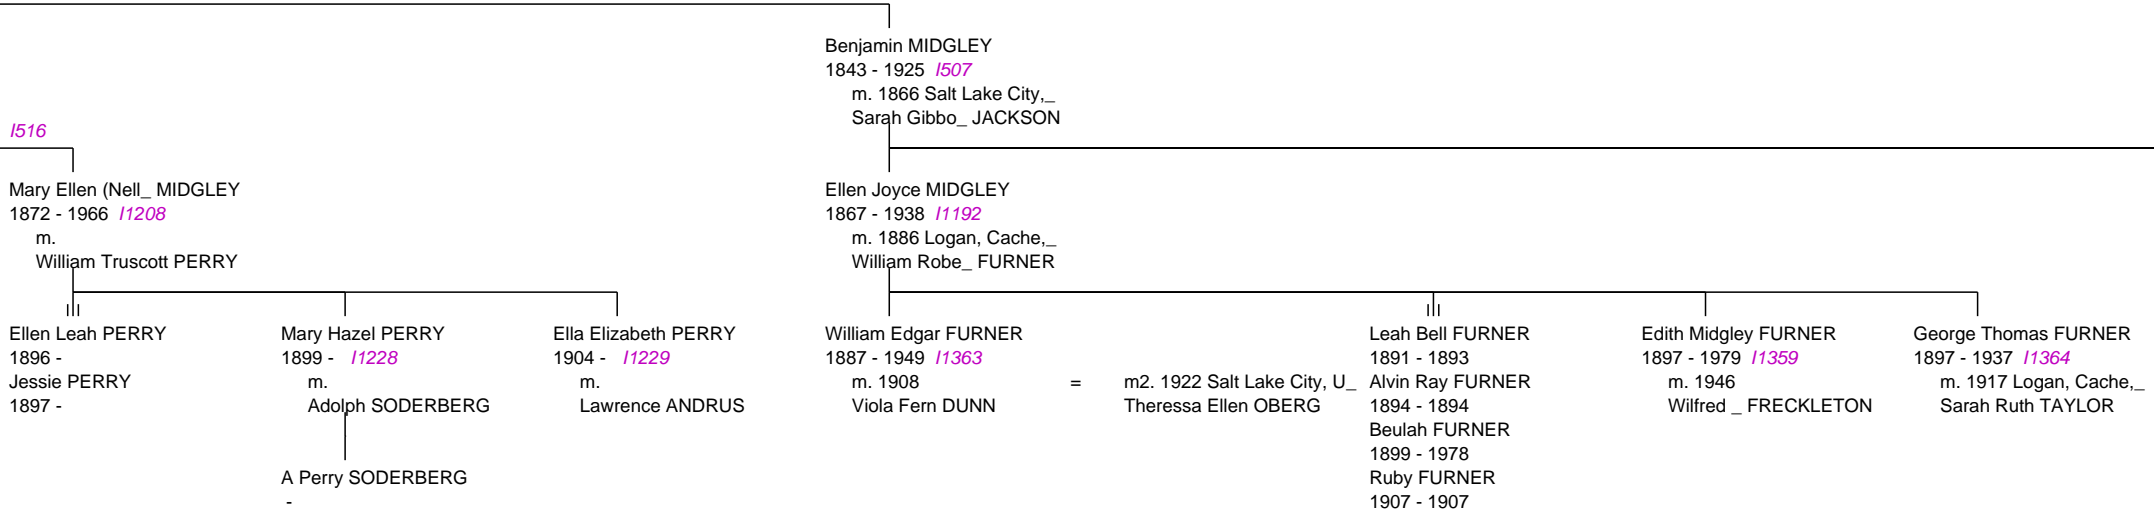 Benjamin MIDGLEY
1843 - 1925 I507
m. 1866 Salt Lake City,_
Sarah Gibbo_ JACKSON
I516
Mary Ellen (Nell_ MIDGLEY
1872 - 1966 I1208
m.
William Truscott PERRY
Ellen Joyce MIDGLEY
1867 - 1938 I1192
m. 1886 Logan, Cache,_
William Robe_ FURNER
Ellen Leah PERRY
1896 -
Jessie PERRY
1897 -
Mary Hazel PERRY
1899 - I1228
m.
Adolph SODERBERG
Ella Elizabeth PERRY
1904 - I1229
m.
Lawrence ANDRUS
William Edgar FURNER
1887 - 1949 I1363
m. 1908
Viola Fern DUNN
=
m2. 1922 Salt Lake City, U_
Theressa Ellen OBERG
Leah Bell FURNER
1891 - 1893
Alvin Ray FURNER
1894 - 1894
Beulah FURNER
1899 - 1978
Ruby FURNER
1907 - 1907
Edith Midgley FURNER
1897 - 1979 I1359
m. 1946
Wilfred _ FRECKLETON
George Thomas FURNER
1897 - 1937 I1364
m. 1917 Logan, Cache,_
Sarah Ruth TAYLOR
A Perry SODERBERG
-